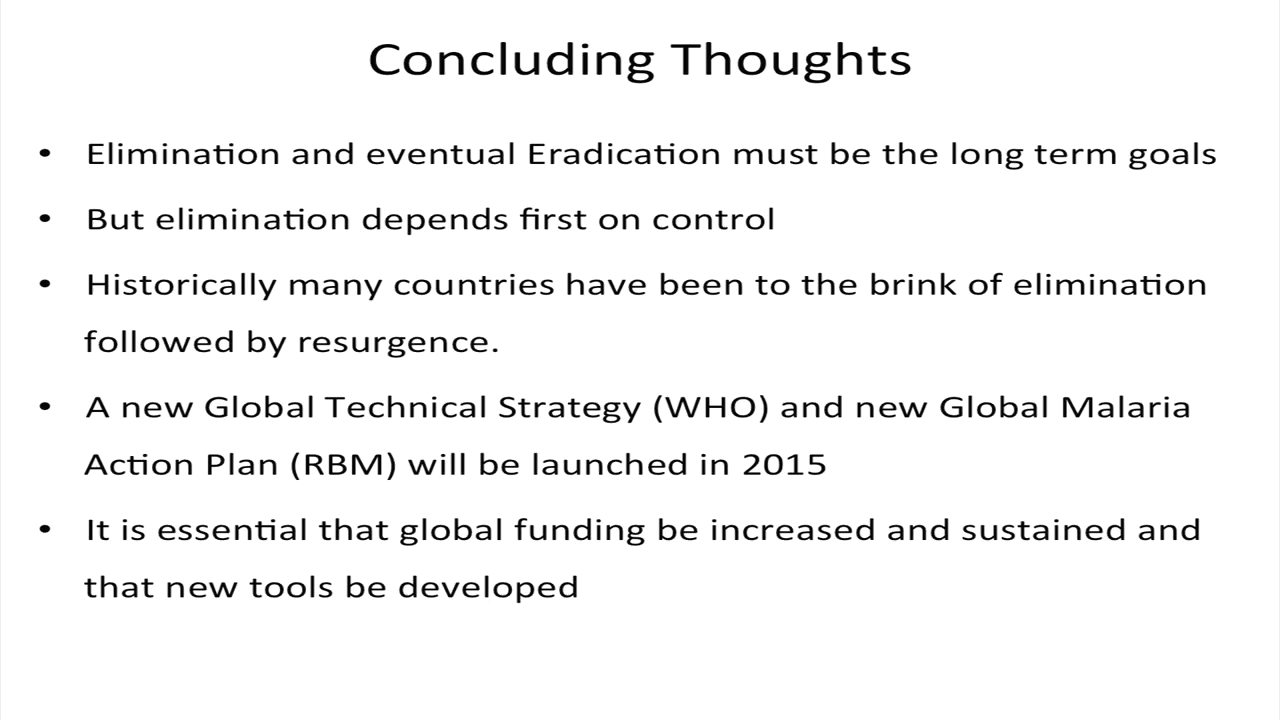 Concluding Thoughts
• Elimination and eventual Eradication must be the long term goals
• But elimination depends first on control
• Historically many countries have been to the brink of elimination
followed by resurgence.
• A new Global Technical Strategy (WHO) and new Global Malaria
Action Plan (RBM) will be launched in 2015
• It is essential that global funding be increased and sustained and
that new tools be developed